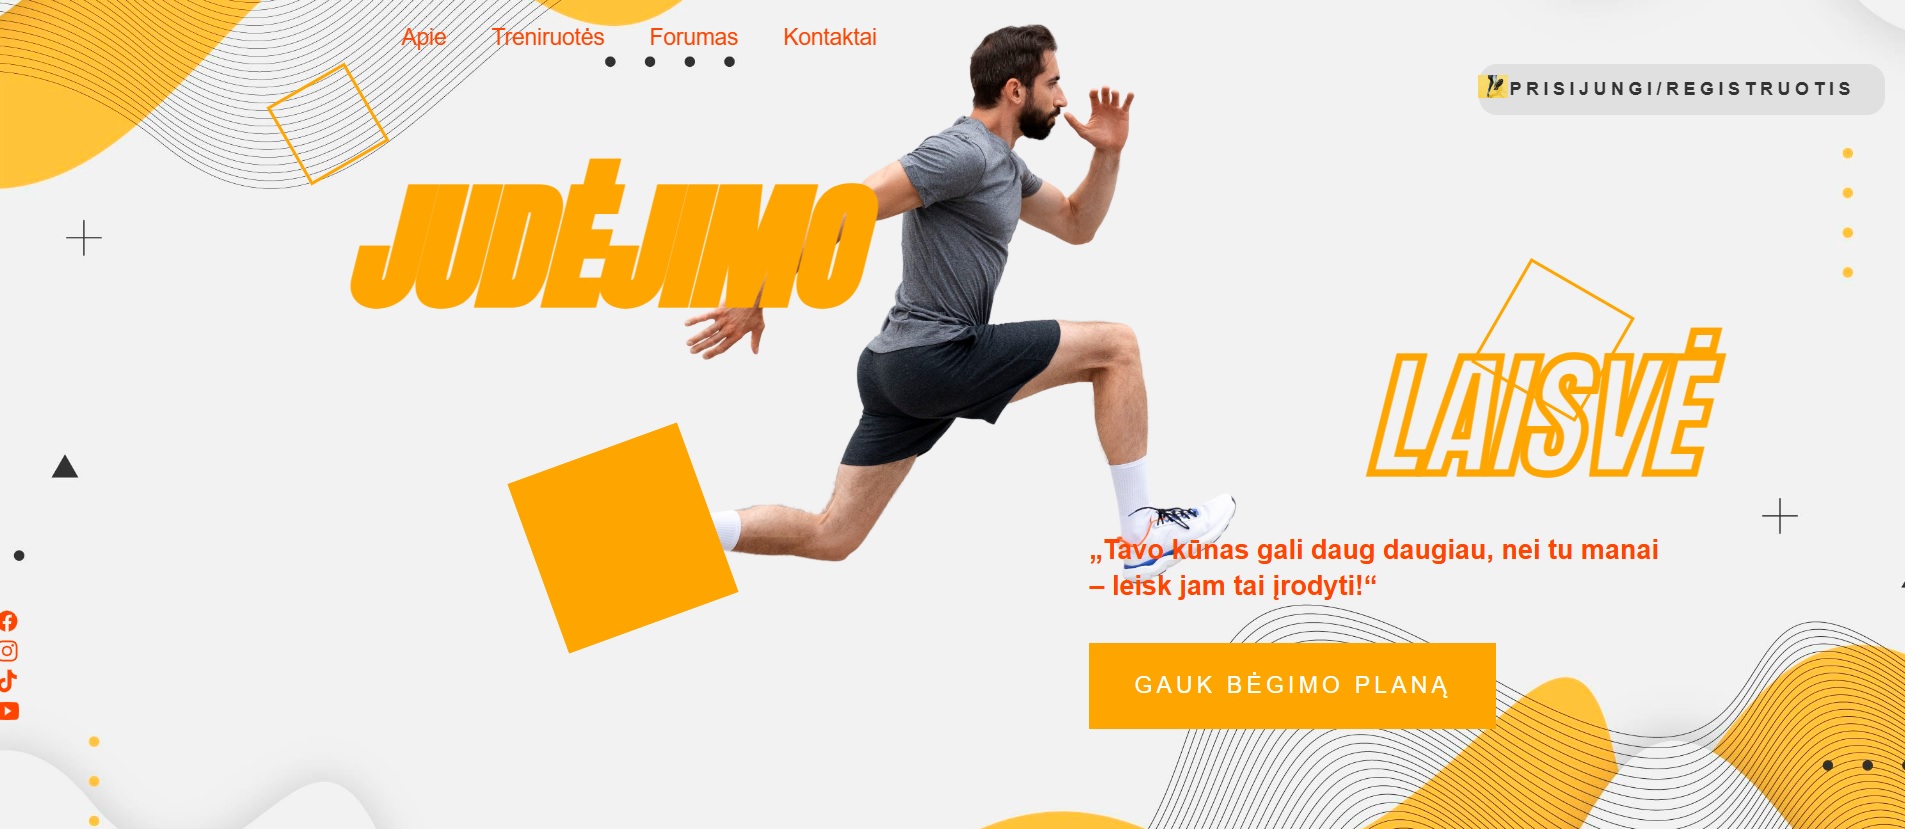 Apie Treniruotės Forumas Kontaktai
PRISIJUNGI/REGISTRUOTIS
JUDĖJIMO
LAISVĖ
„Tavo kūnas gali daug daugiau, nei tu manai
– leisk jam tai įrodyti!“
GAUK BĖGIMO PLANĄ